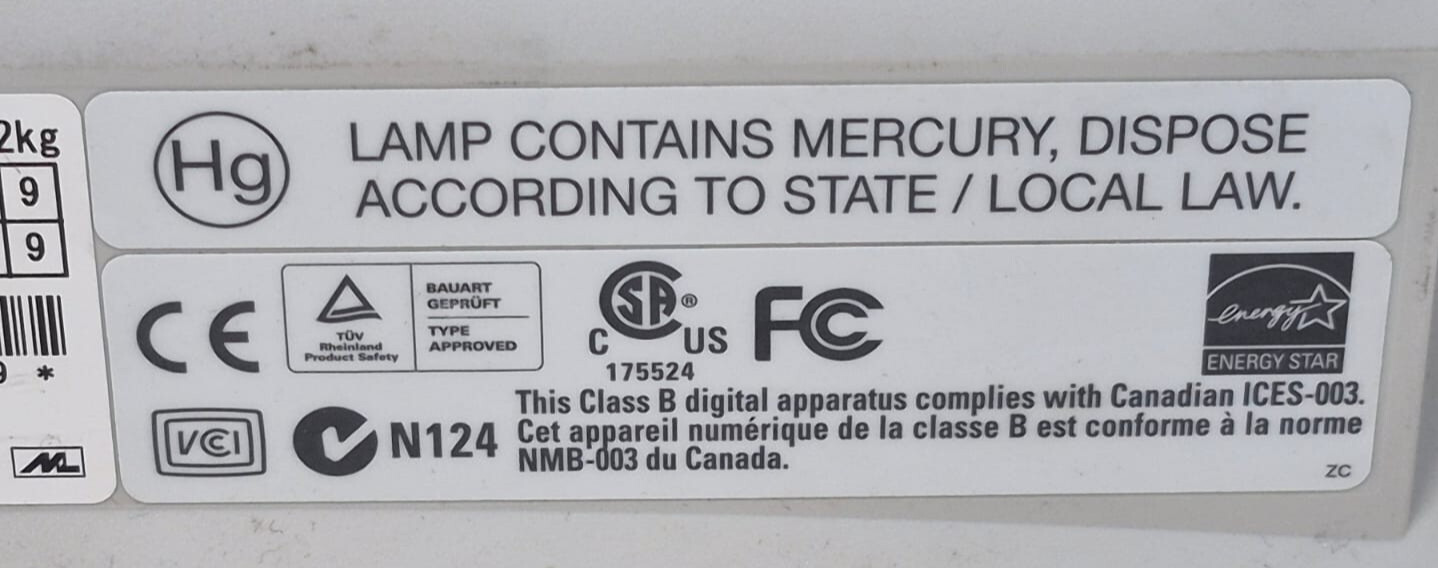 2kg
9
9
9 *
Hg
LAMP CONTAINS MERCURY, DISPOSE
ACCORDING TO STATE / LOCAL LAW.
CE
TÜV
Rheinland
Product Safety
BAUART
GEPRÜFT
TYPE
APPROVED
C SA® US
175524
FC
energy
ENERGY STAR
VCI
N124
This Class B digital apparatus complies with Canadian ICES-003.
Cet appareil numérique de la classe B est conforme à la norme
NMB-003 du Canada.
ZC